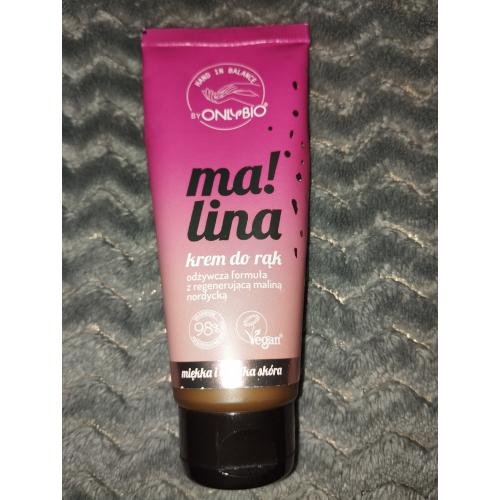 HAND IN BALANCE
BY ONLYBIO®
ma!
lina
krem do rąk
odżywcza formuła
z regenerującą maliną
nordycką
98%
Vegan
miękka i skóra